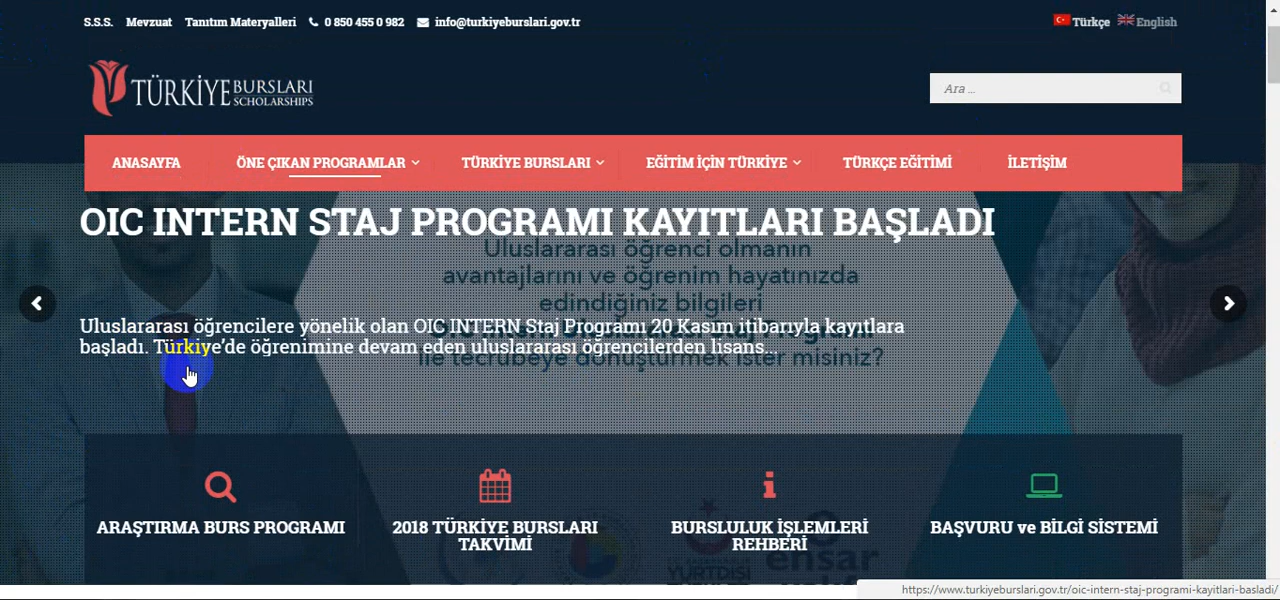 S.S.S. Mevzuat Tanıtım Materyalleri 0 850 455 0 982 info@turkiyeburslari.gov.tr Türkçe English
TÜRKİYE BURSLARI SCHOLARSHIPS
Ara ...
ANASAYFA ÖNE ÇIKAN PROGRAMLAR TÜRKİYE BURSLARI EĞİTİM İÇİN TÜRKİYE TÜRKÇE EĞİTİMİ İLETİŞİM
OIC INTERN STAJ PROGRAMI KAYITLARI BAŞLADI
Uluslararası öğrenci olmanın
avantajlarını ve öğrenim hayatınızda
edindiğiniz bilgileri
Uluslararası öğrencilere yönelik olan OIC INTERN Staj Programı 20 Kasım itibarıyla kayıtlara
başladı. Türkiye’de öğrenimine devam eden uluslararası öğrencilerden lisans...
ile tecrübeye dönüştürmek ister misiniz?
ARAŞTIRMA BURS PROGRAMI
2018 TÜRKİYE BURSLARI
TAKVİMİ
BURSLULUK İŞLEMLERİ
REHBERİ
BAŞVURU ve BİLGİ SİSTEMİ
YURTDIŞI
ensar
https://www.turkiyeburslari.gov.tr/oic-intern-staj-programi-kayitlari-basladi/